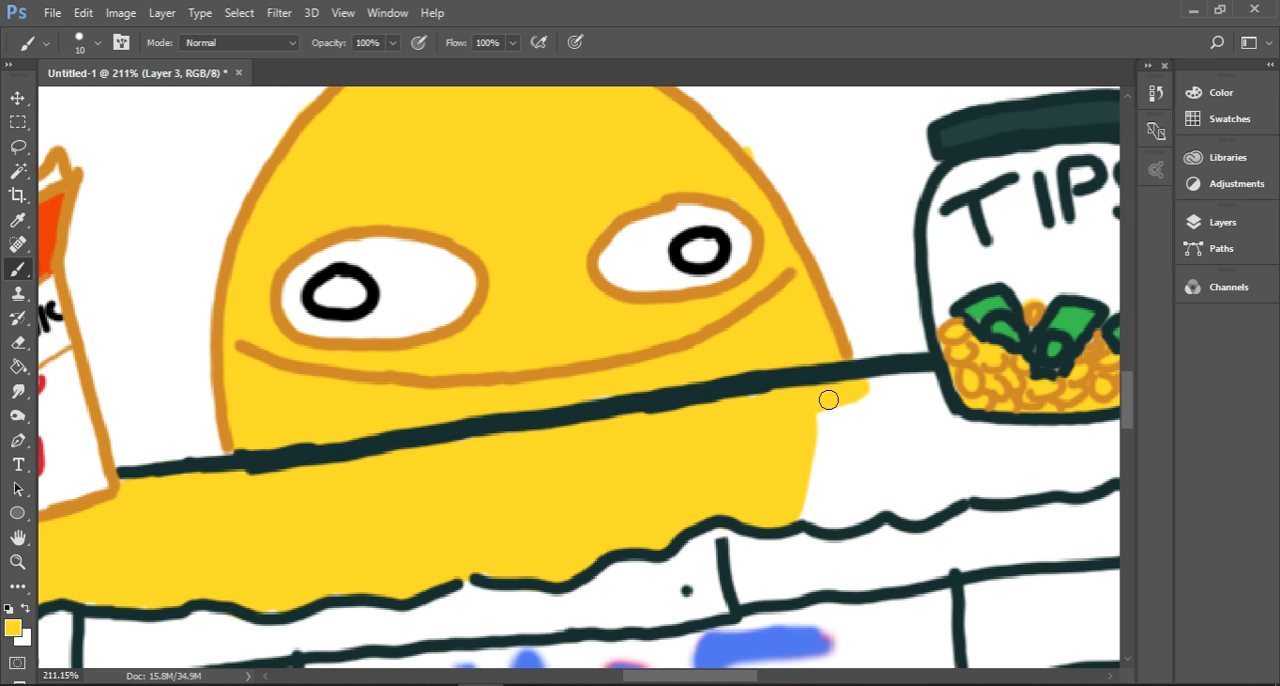 Ps File Edit Image Layer Type Select Filter 3D View Window Help
10 Mode: Normal Opacity: 100% Flow: 100%
Untitled-1 @ 211% (Layer 3, RGB/8) * ×
Color
Swatches
Libraries
Adjustments
Layers
Paths
Channels
TIPS
211.15% Doc: 15.8M/34.9M